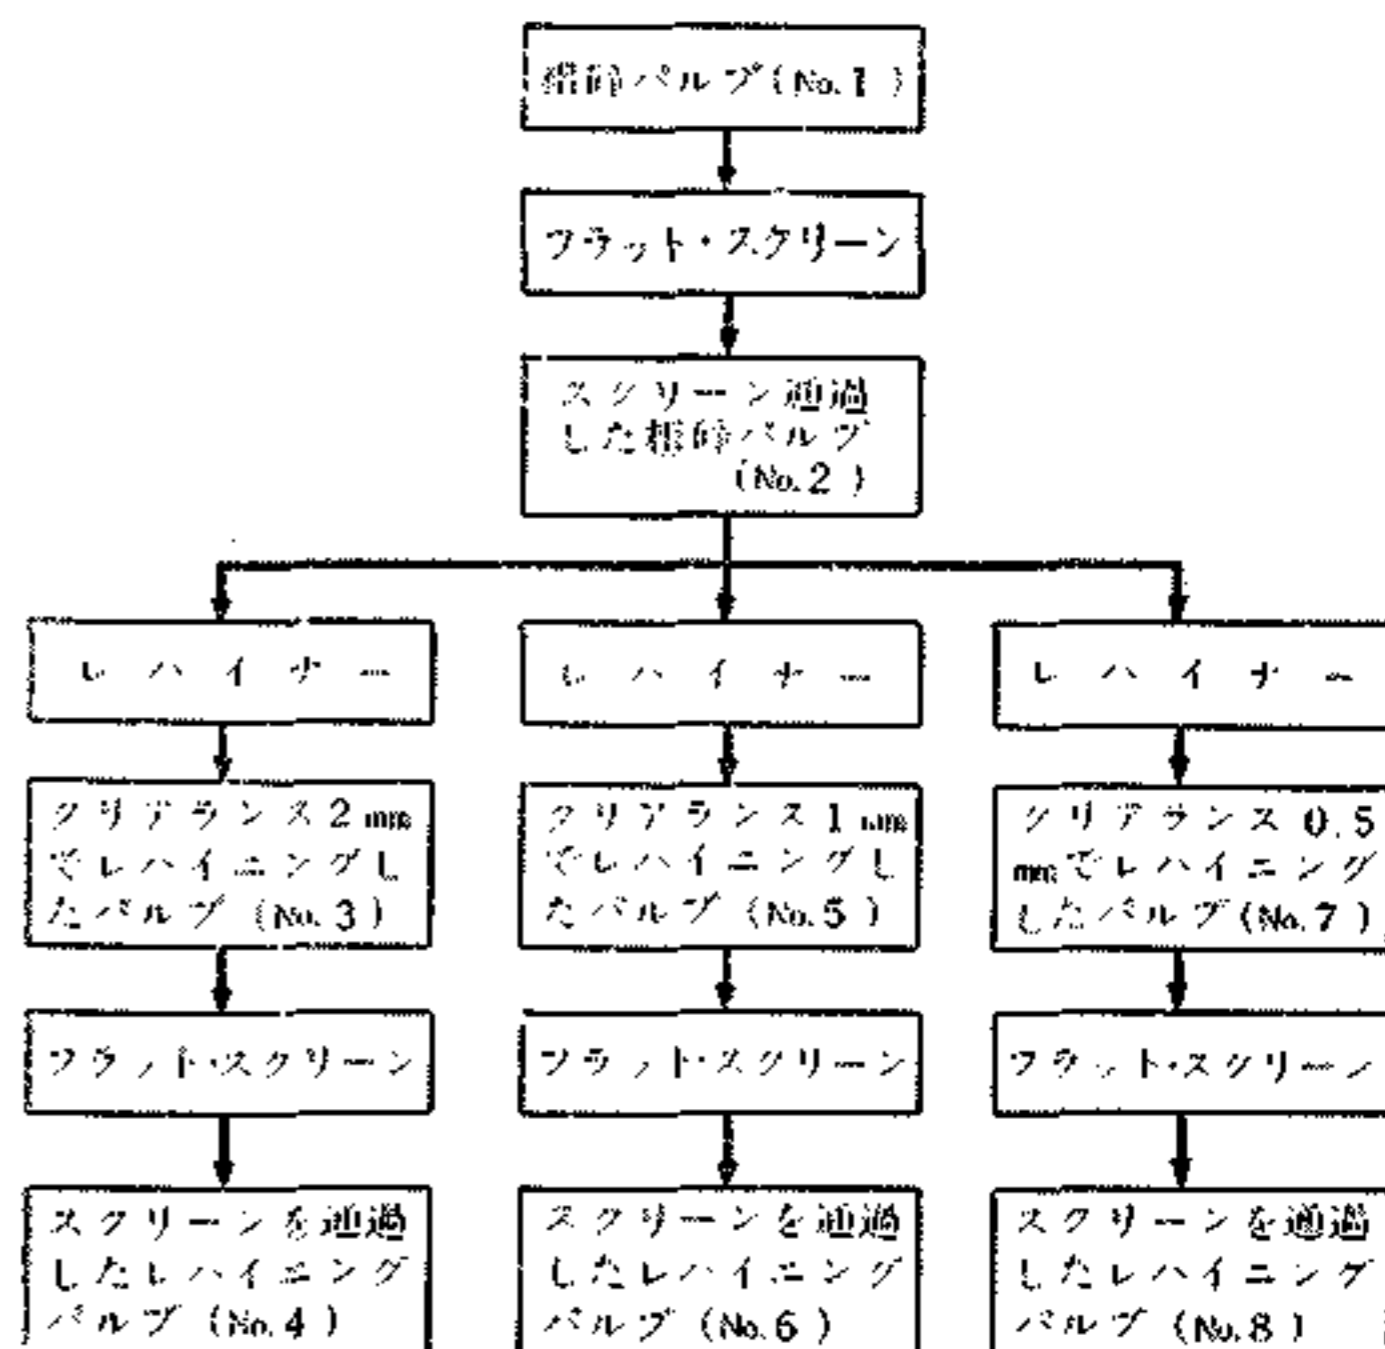 パルプ(No.1)
フラット・スクリーン
スクリーン通過
したパルプ
(No.2)
レハイナー
レハイナー
レハイナー
クリアランス2mm
でレハイニングし
たパルプ(No.3)
クリアランス1mm
でレハイニングし
たパルプ(No.5)
クリアランス0.5
mmでレハイニング
したパルプ(No.7)
フラット・スクリーン
フラット・スクリーン
フラット・スクリーン
スクリーンを通過
したレハイニング
パルプ(No.4)
スクリーンを通過
したレハイニング
パルプ(No.6)
スクリーンを通過
したレハイニング
パルプ(No.8)